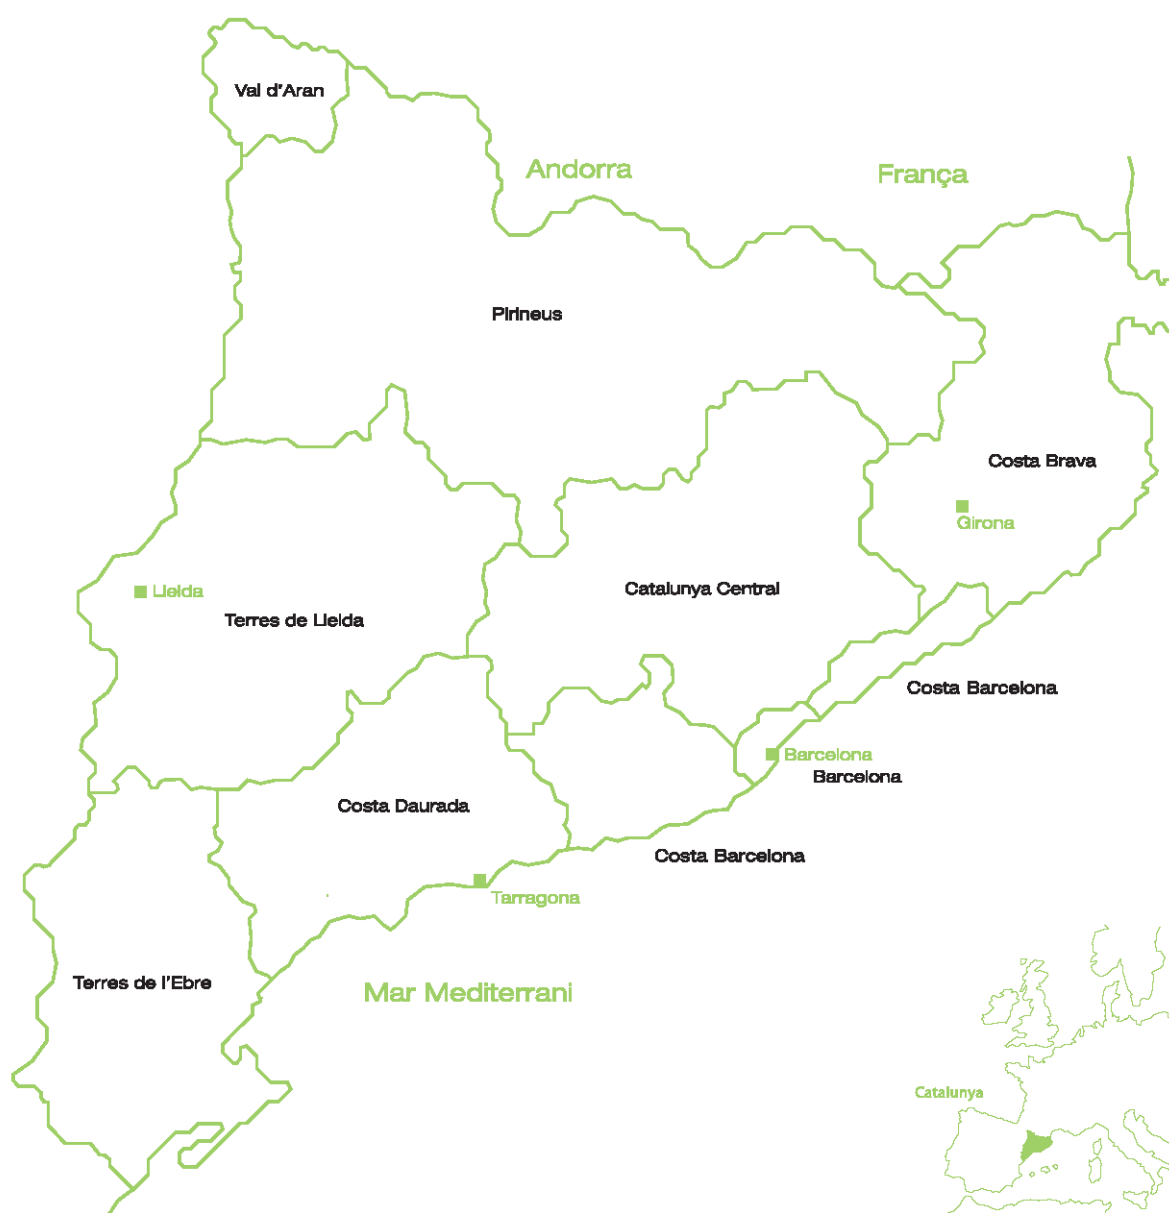 Val d'Aran
Andorra
França
Pirineus
Costa Brava
Girona
Lleida
Catalunya Central
Terres de Lleida
Costa Barcelona
Barcelona
Barcelona
Costa Daurada
Costa Barcelona
Tarragona
Terres de l'Ebre
Mar Mediterrani
Catalunya